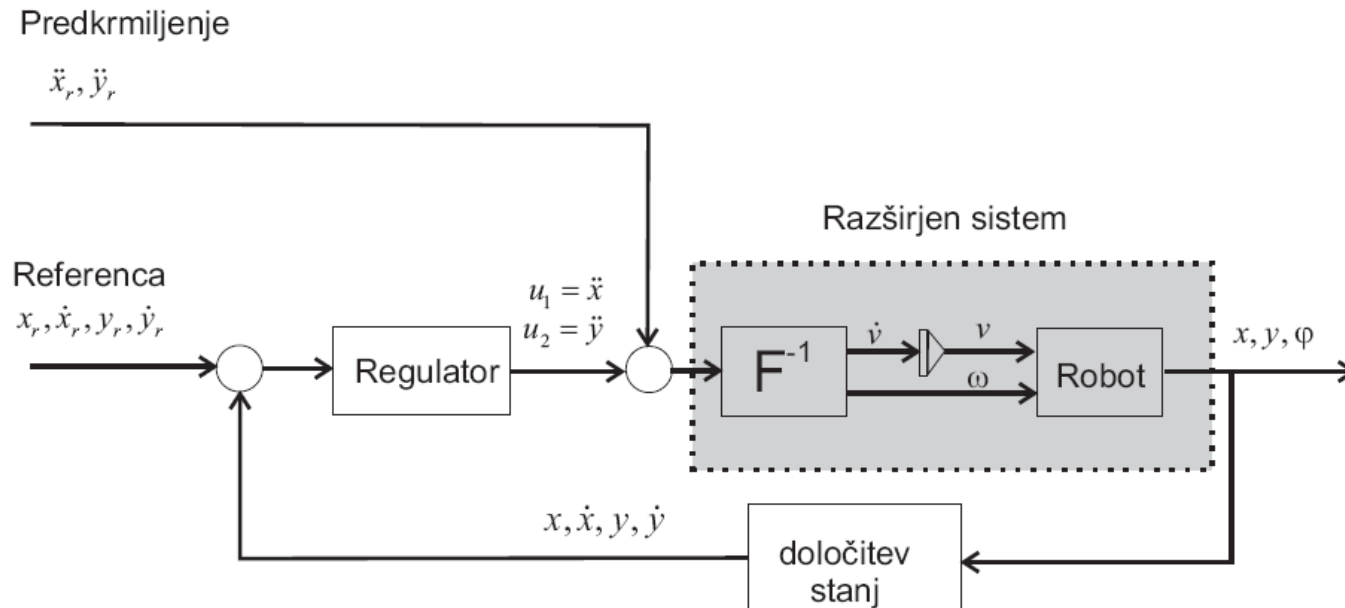 Predkrmiljenje
ẍ_r, ÿ_r
Razširjen sistem
Referenca
x_r, ẋ_r, y_r, ẏ_r
u_1 = ẍ
u_2 = ÿ
Regulator
F^{-1}
v̇
v
ω
Robot
x, y, φ
x, ẋ, y, ẏ
določitev
stanj